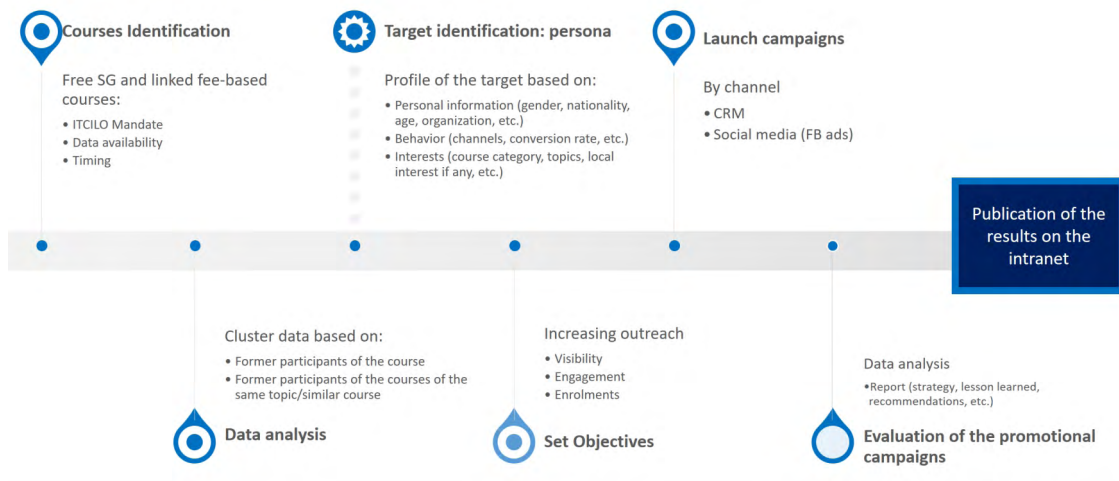 Courses Identification
Free SG and linked fee-based
courses:
• ITCILO Mandate
• Data availability
• Timing
Target identification: persona
Profile of the target based on:
• Personal information (gender, nationality,
age, organization, etc.)
• Behavior (channels, conversion rate, etc.)
• Interests (course category, topics, local
interest if any, etc.)
Launch campaigns
By channel
• CRM
• Social media (FB ads)
Publication of the
results on the
intranet
Cluster data based on:
• Former participants of the course
• Former participants of the courses of the
same topic/similar course
Data analysis
Increasing outreach
• Visibility
• Engagement
• Enrolments
Set Objectives
Data analysis
•Report (strategy, lesson learned,
recommendations, etc.)
Evaluation of the promotional
campaigns